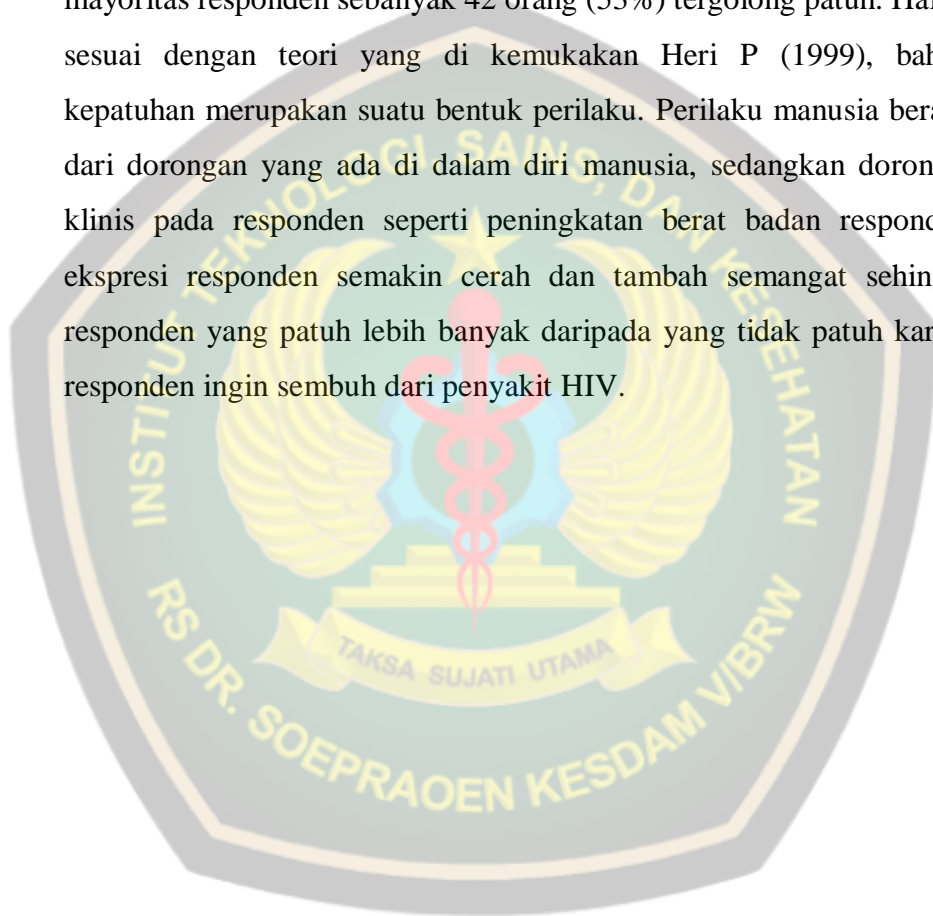 mayoritas responden sebanyak 42 orang (53%) tergolong patuh. Hal
sesuai dengan teori yang di kemukakan Heri P (1999), bah
kepatuhan merupakan suatu bentuk perilaku. Perilaku manusia bera
dari dorongan yang ada di dalam diri manusia, sedangkan doron
klinis pada responden seperti peningkatan berat badan respond
ekspresi responden semakin cerah dan tambah semangat sehin
responden yang patuh lebih banyak daripada yang tidak patuh kar
responden ingin sembuh dari penyakit HIV.
INSTITUT TEKNOLOGI SAINS, DAN KESEHATAN
TAKSA SUJATI UTAMA
RS DR. SOEPRAOEN KESDAM V/BRW